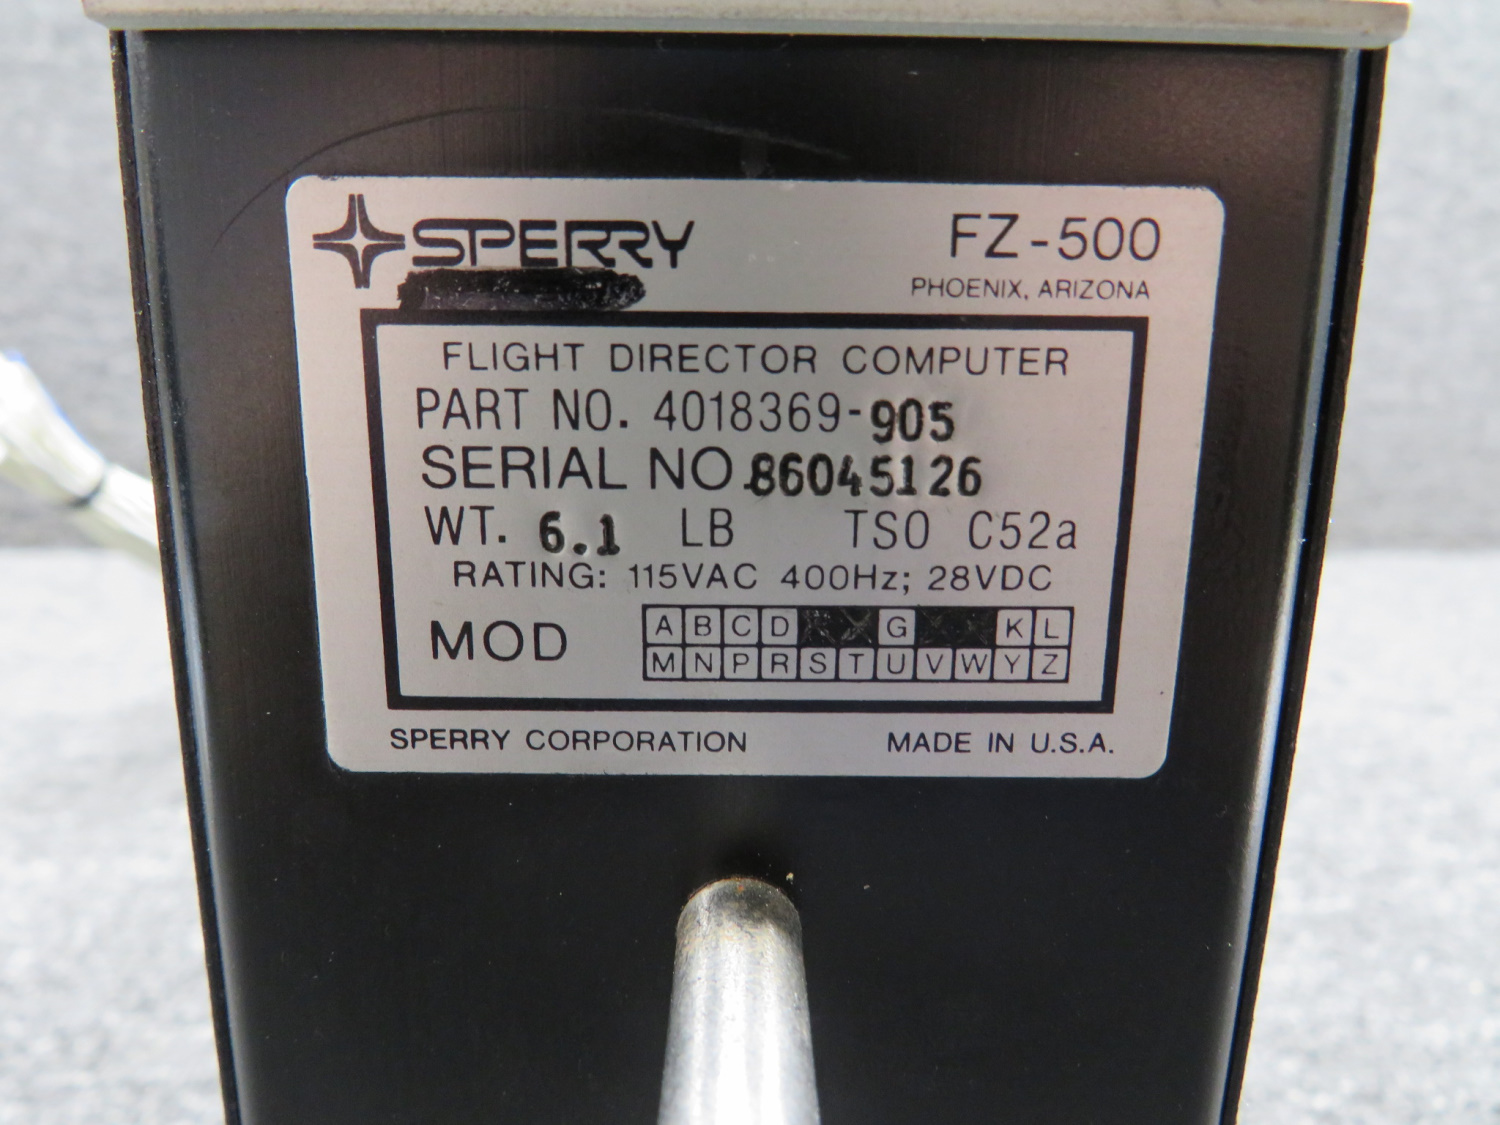 SPERRY
FZ-500
PHOENIX, ARIZONA
FLIGHT DIRECTOR COMPUTER
PART NO. 4018369-905
SERIAL NO. 86045126
WT. 6.1 LB TSO C52a
RATING: 115VAC 400Hz; 28VDC
MOD
A B C D G K L
M N P R S T U V W Y Z
SPERRY CORPORATION
MADE IN U.S.A.